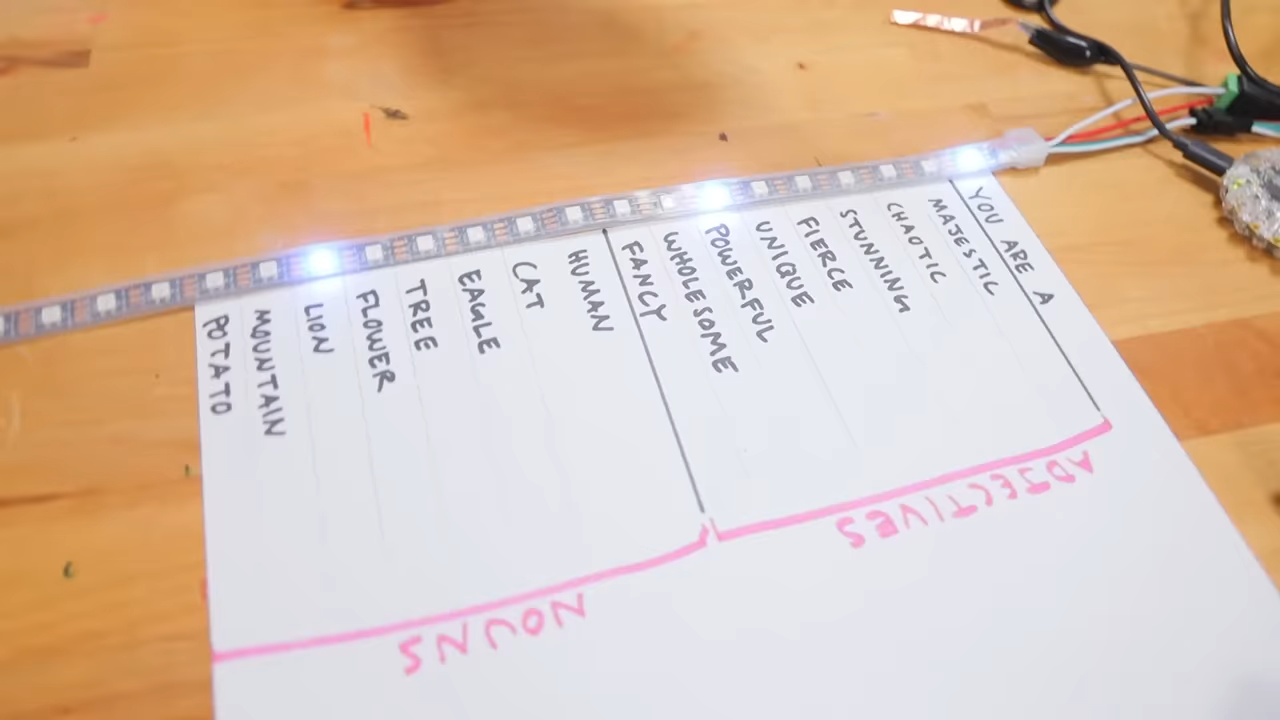 YOU ARE A
MAJESTIC
CHAOTIC
STUNNING
FIERCE
UNIQUE
POWERFUL
WHOLESOME
FANCY
HUMAN
CAT
EAGLE
TREE
FLOWER
LION
MOUNTAIN
POTATO
ADJECTIVES
NOUNS